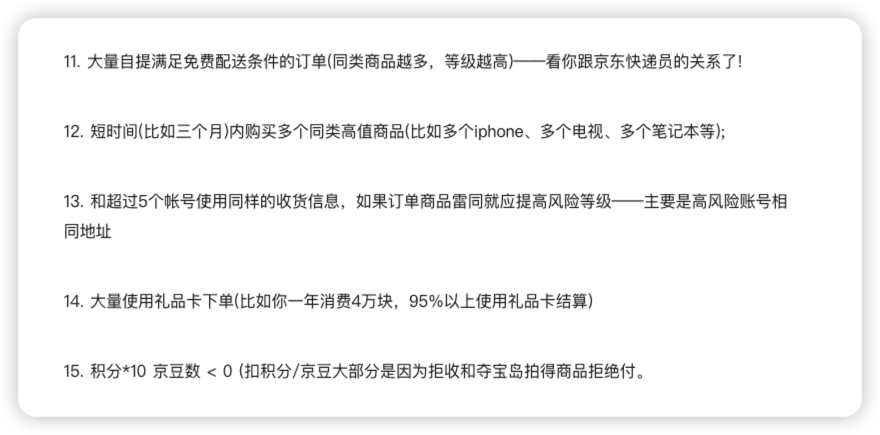 11. 大量自提满足免费配送条件的订单(同类商品越多，等级越高)——看你跟京东快递员的关系了!
12. 短时间(比如三个月)内购买多个同类高值商品(比如多个iphone、多个电视、多个笔记本等);
13. 和超过5个帐号使用同样的收货信息，如果订单商品雷同就应提高风险等级——主要是高风险账号相
同地址
14. 大量使用礼品卡下单(比如你一年消费4万块，95%以上使用礼品卡结算)
15. 积分*10 京豆数 < 0 (扣积分/京豆大部分是因为拒收和夺宝岛拍得商品拒绝付。